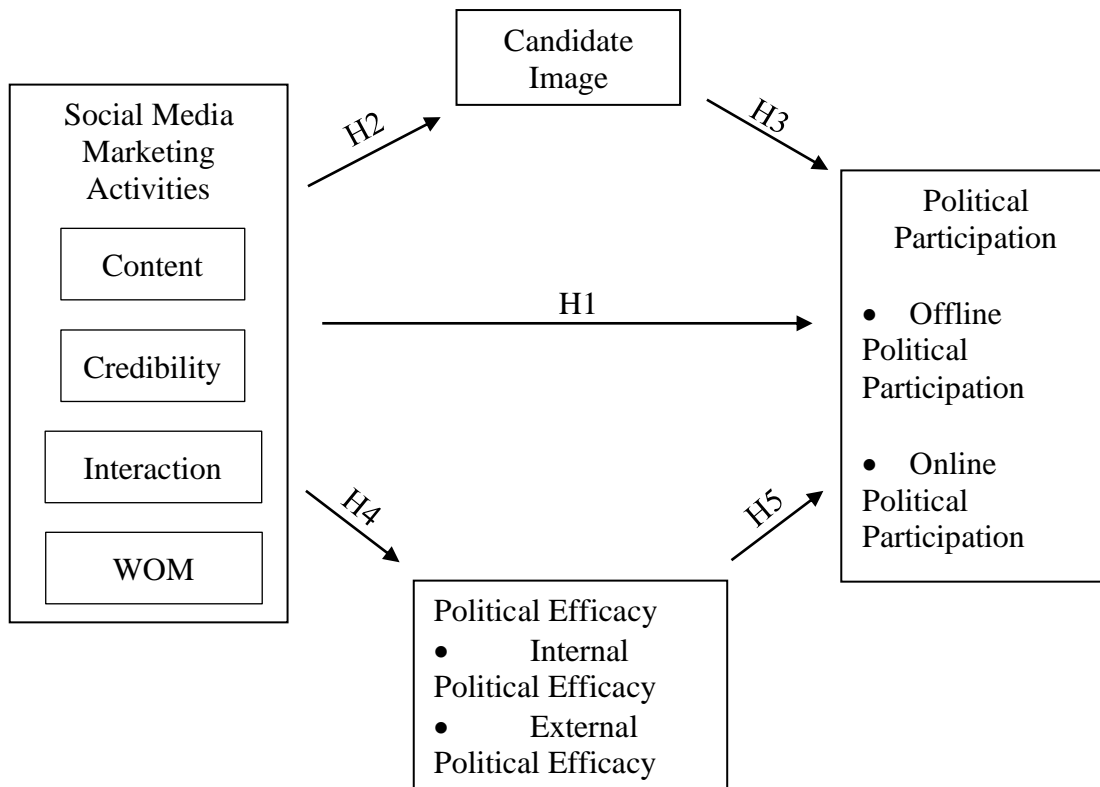 Candidate
Image
Social Media
Marketing
Activities
H2
H3
Content
Credibility
Interaction
WOM
H1
Political
Participation
• Offline
Political
Participation
• Online
Political
Participation
H4
H5
Political Efficacy
• Internal
Political Efficacy
• External
Political Efficacy